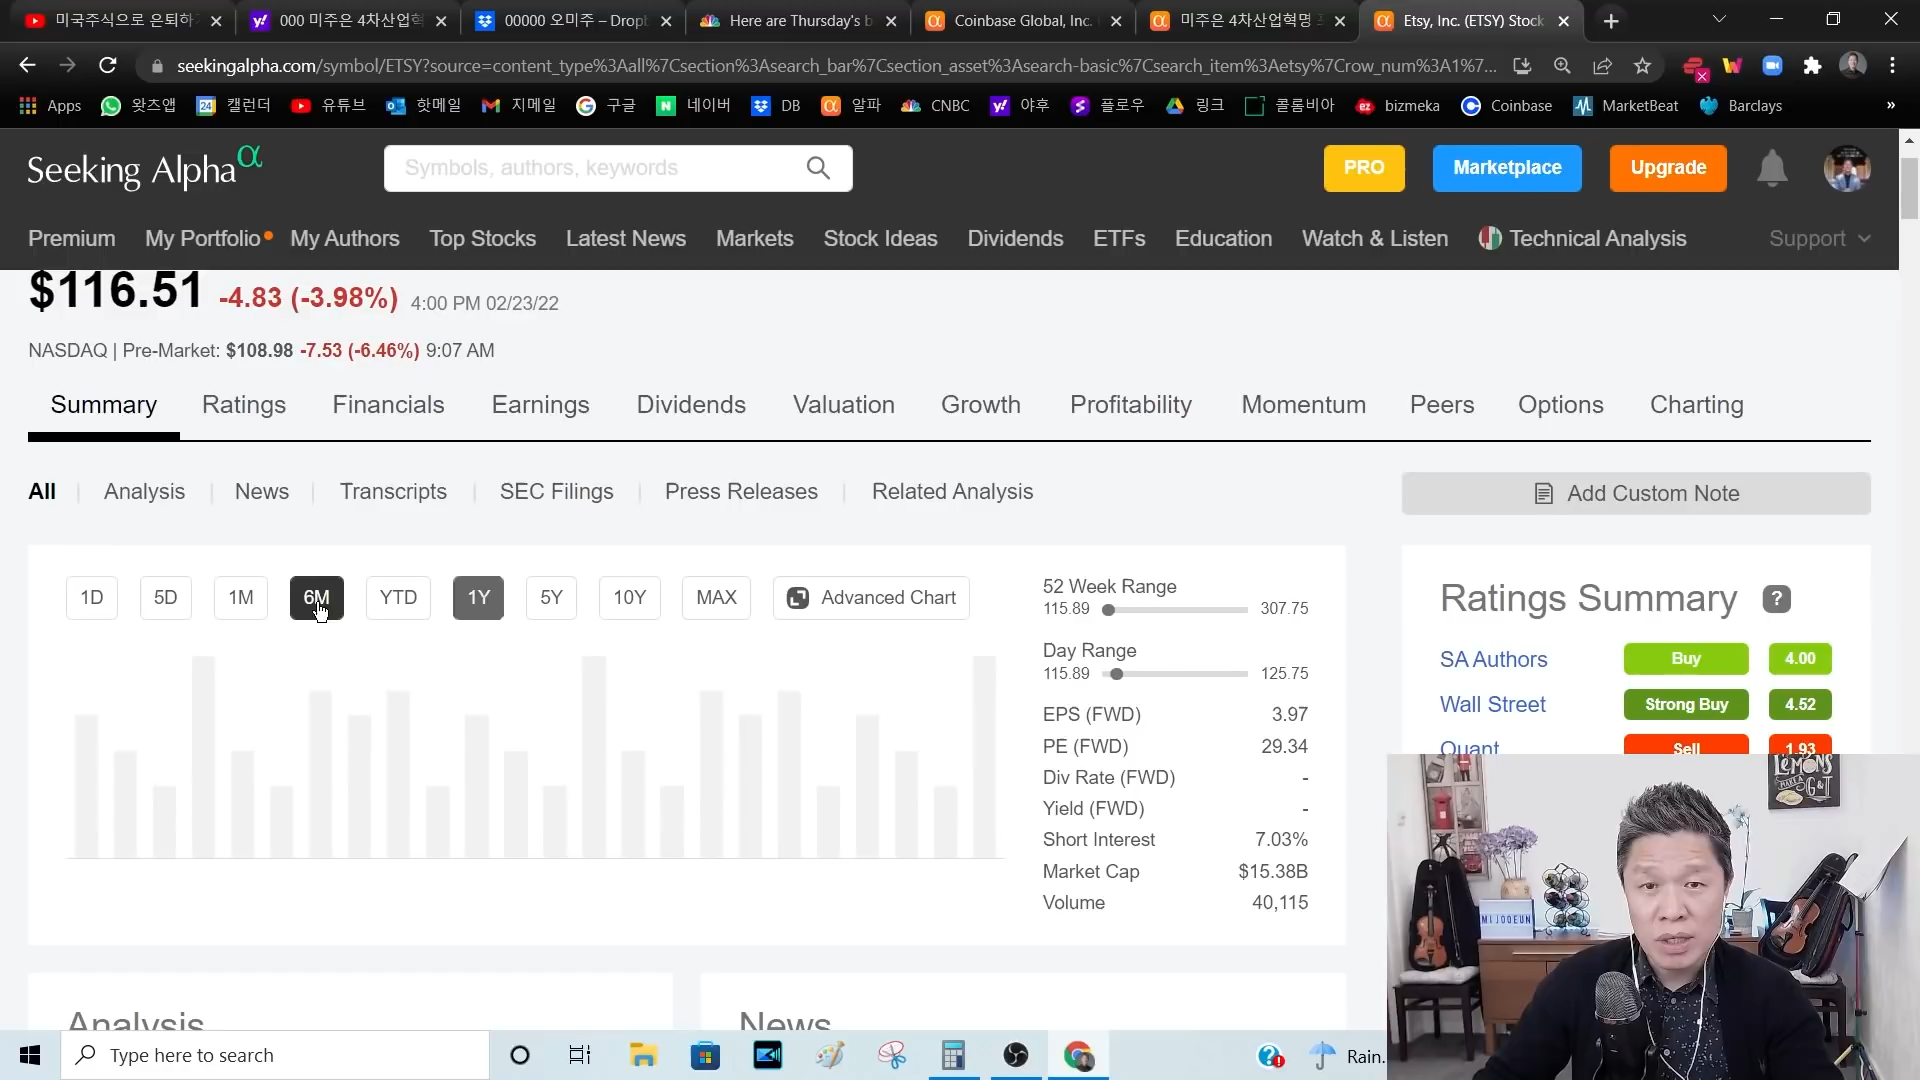 미국주식으로 은퇴하
000 미주은 4차산업혁
00000 오미주 – Dropb
Here are Thursday's b
Coinbase Global, Inc.
미주은 4차산업혁명
Etsy, Inc. (ETSY) Stock
seekingalpha.com/symbol/ETSY?source=content_type%3Aall%7Csection%3Asearch_bar%7Csection_asset%3Asearch-basic%7Csearch_item%3Aetsy%7Crow_num%3A1%7...
Apps
왓츠앱
캘린더
유튜브
핫메일
지메일
구글
네이버
DB
알파
CNBC
야후
플로우
링크
콜롬비아
bizmeka
Coinbase
MarketBeat
Barclays
»
Seeking Alpha α
Symbols, authors, keywords
PRO
Marketplace
Upgrade
Premium
My Portfolio
My Authors
Top Stocks
Latest News
Markets
Stock Ideas
Dividends
ETFs
Education
Watch & Listen
Technical Analysis
Support
$116.51 -4.83 (-3.98%) 4:00 PM 02/23/22
NASDAQ | Pre-Market: $108.98 -7.53 (-6.46%) 9:07 AM
Summary
Ratings
Financials
Earnings
Dividends
Valuation
Growth
Profitability
Momentum
Peers
Options
Charting
All
Analysis
News
Transcripts
SEC Filings
Press Releases
Related Analysis
Add Custom Note
1D
5D
1M
6M
YTD
1Y
5Y
10Y
MAX
Advanced Chart
52 Week Range
115.89 307.75
Day Range
115.89 125.75
EPS (FWD) 3.97
PE (FWD) 29.34
Div Rate (FWD) -
Yield (FWD) -
Short Interest 7.03%
Market Cap $15.38B
Volume 40,115
Ratings Summary ?
SA Authors Buy 4.00
Wall Street Strong Buy 4.52
Quant Sell 1.93
LEMONS
MAKE A
G&T
MIJOOEUN
Analysis
News
Type here to search
Rain.